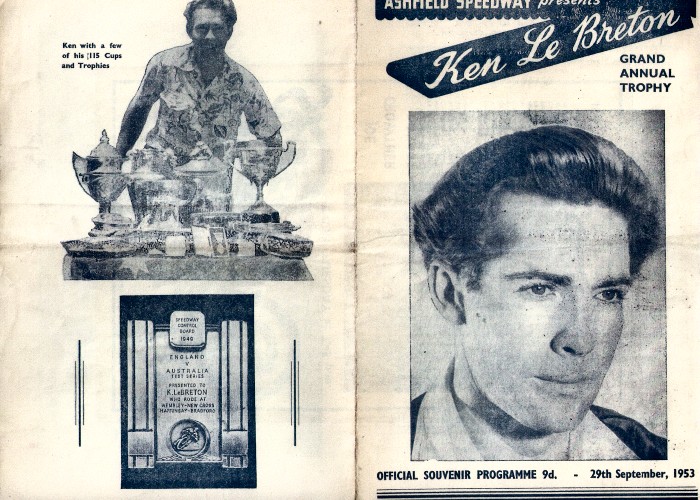 Ken with a few
of his 115 Cups
and Trophies
SPEEDWAY
CONTROL
BOARD
1949
ENGLAND
V
AUSTRALIA
TEST SERIES
PRESENTED TO
K. LeBRETON
WHO RODE AT
WEMBLEY-NEW CROSS
HARRINGAY-BRADFORD
ASHFIELD SPEEDWAY presents
Ken Le Breton
GRAND
ANNUAL
TROPHY
OFFICIAL SOUVENIR PROGRAMME 9d. - 29th September, 1953